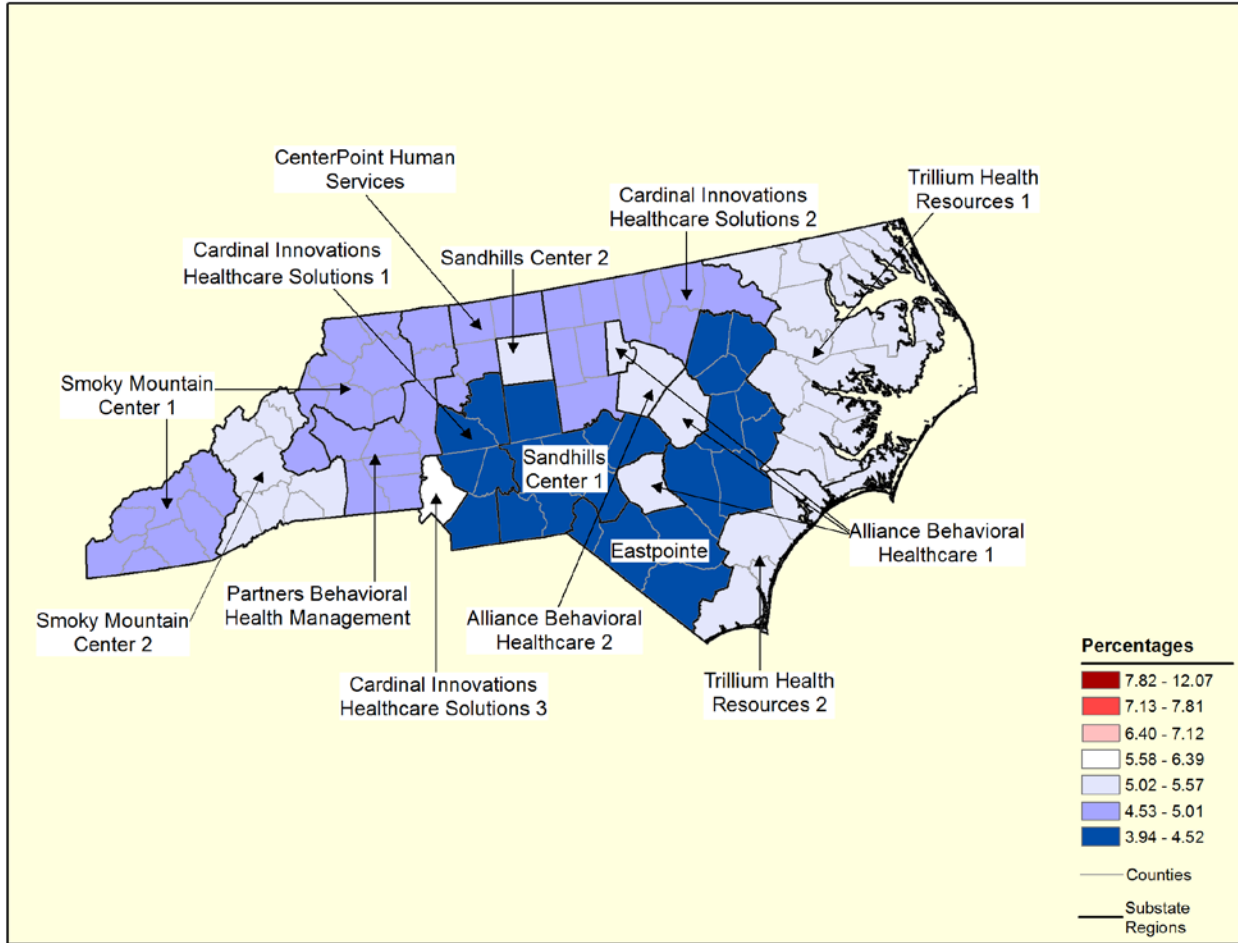 CenterPoint Human
Services
Cardinal Innovations
Healthcare Solutions 2
Trillium Health
Resources 1
Cardinal Innovations
Healthcare Solutions 1
Sandhills Center 2
Smoky Mountain
Center 1
Sandhills
Center 1
Alliance Behavioral
Healthcare 1
Eastpointe
Partners Behavioral
Health Management
Smoky Mountain
Center 2
Alliance Behavioral
Healthcare 2
Cardinal Innovations
Healthcare Solutions 3
Trillium Health
Resources 2
Percentages
7.82 - 12.07
7.13 - 7.81
6.40 - 7.12
5.58 - 6.39
5.02 - 5.57
4.53 - 5.01
3.94 - 4.52
Counties
Substate
Regions